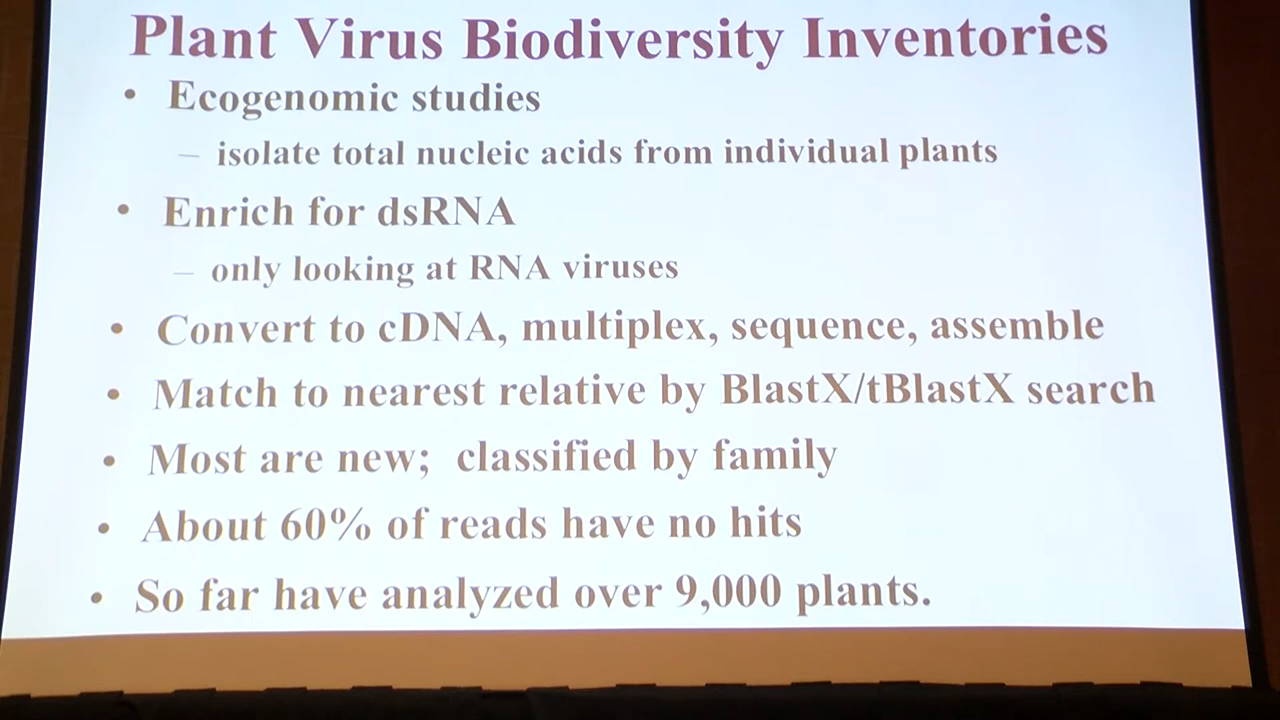 Plant Virus Biodiversity Inventories
• Ecogenomic studies
– isolate total nucleic acids from individual plants
• Enrich for dsRNA
– only looking at RNA viruses
• Convert to cDNA, multiplex, sequence, assemble
• Match to nearest relative by BlastX/tBlastX search
• Most are new;  classified by family
• About 60% of reads have no hits
• So far have analyzed over 9,000 plants.